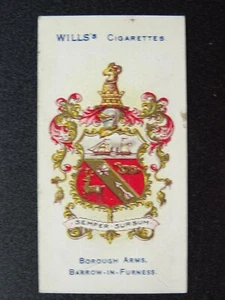 WILLS'S CIGARETTES.
SEMPER SURSUM
BOROUGH ARMS.
BARROW-IN-FURNESS.